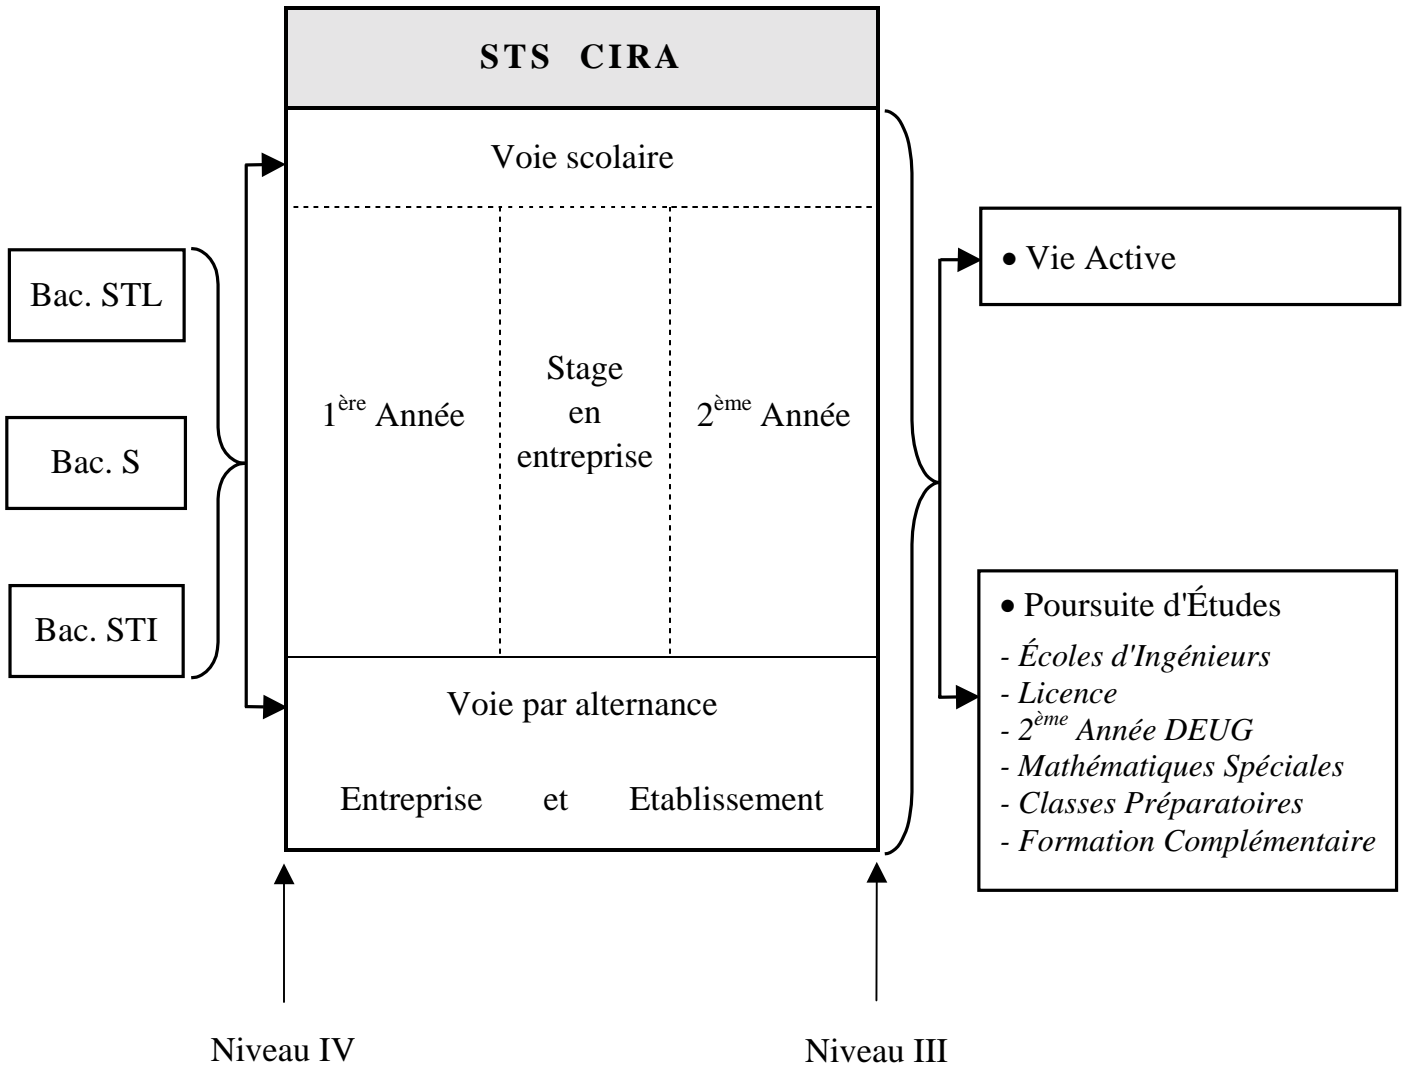 STS CIRA
Voie scolaire
Bac. STL
Bac. S
Bac. STI
1ère Année
Stage
en
entreprise
2ème Année
Voie par alternance
Entreprise et Etablissement
• Vie Active
• Poursuite d'Études
- Écoles d'Ingénieurs
- Licence
- 2ème Année DEUG
- Mathématiques Spéciales
- Classes Préparatoires
- Formation Complémentaire
Niveau IV
Niveau III